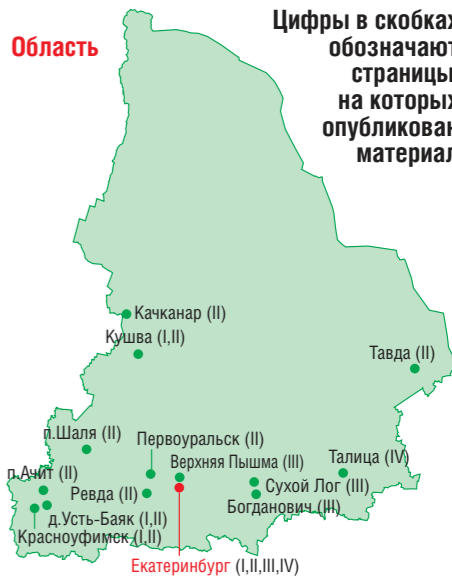 Область
Цифры в скобках
обозначают
страницы,
на которых
опубликован
материал
Качканар (II)
Кушва (I,II)
Тавда (II)
п.Шаля (II)
Первоуральск (II)
Верхняя Пышма (III)
Талица (IV)
п.Ачит (II)
Ревда (II)
Сухой Лог (III)
д.Усть-Баяк (I,II)
Богданович (III)
Красноуфимск (I,II)
Екатеринбург (I,II,III,IV)